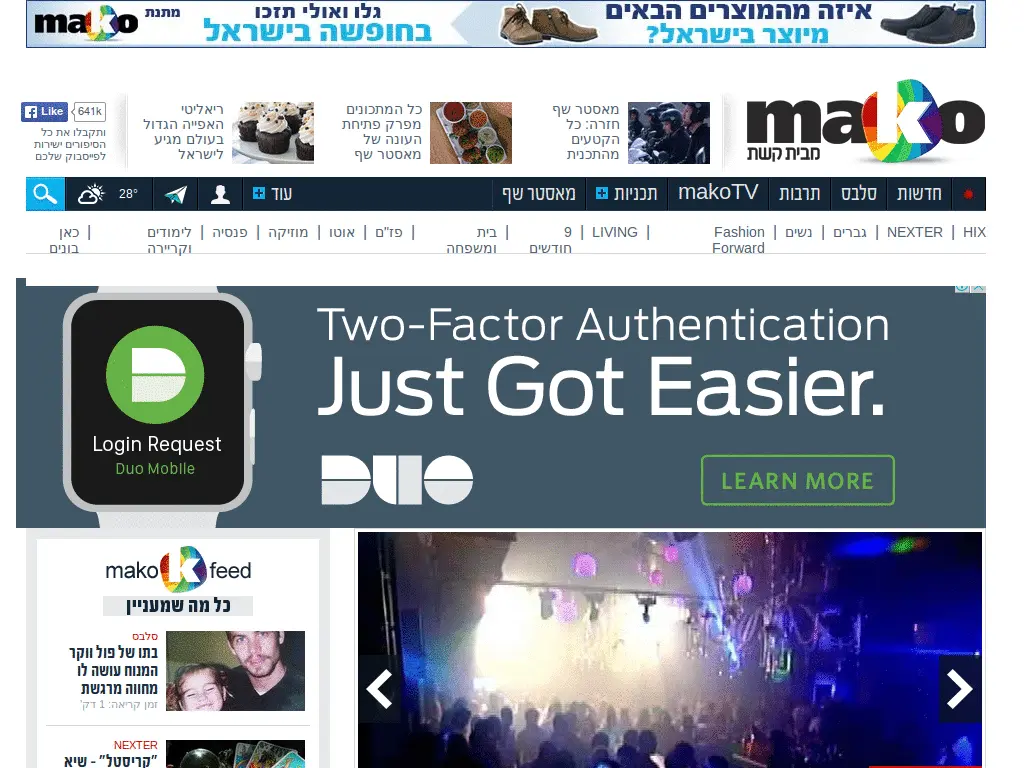 איזה מהמוצרים הבאים
מיוצר בישראל?
גלו ואולי תזכו
בחופשה בישראל
מתנת
mako
mako
מבית קשת
מאסטר שף
חזרה: כל
הקטעים
מהתכנית
כל המתכונים
מפרק פתיחת
העונה של
מאסטר שף
ריאליטי
האפייה הגדול
בעולם מגיע
לישראל
Like 641k
ותקבלו את כל
הסיפורים ישירות
לפייסבוק שלכם
חדשות
סלבס
תרבות
makoTV
תכניות
מאסטר שף
עוד
28°
HIX | NEXTER | גברים | נשים | Fashion Forward
| LIVING | 9 חודשים | בית ומשפחה | פז"ם | אוטו | מוזיקה | פנסיה | לימודים וקריירה | כאן בונים
Two-Factor Authentication
Just Got Easier.
Login Request
Duo Mobile
DUO
LEARN MORE
mako k feed
כל מה שמעניין
סלבס
בתו של פול ווקר
המנוח עושה לו
מחווה מרגשת
זמן קריאה: 1 דק'
NEXTER
"קריסטל" - שיא